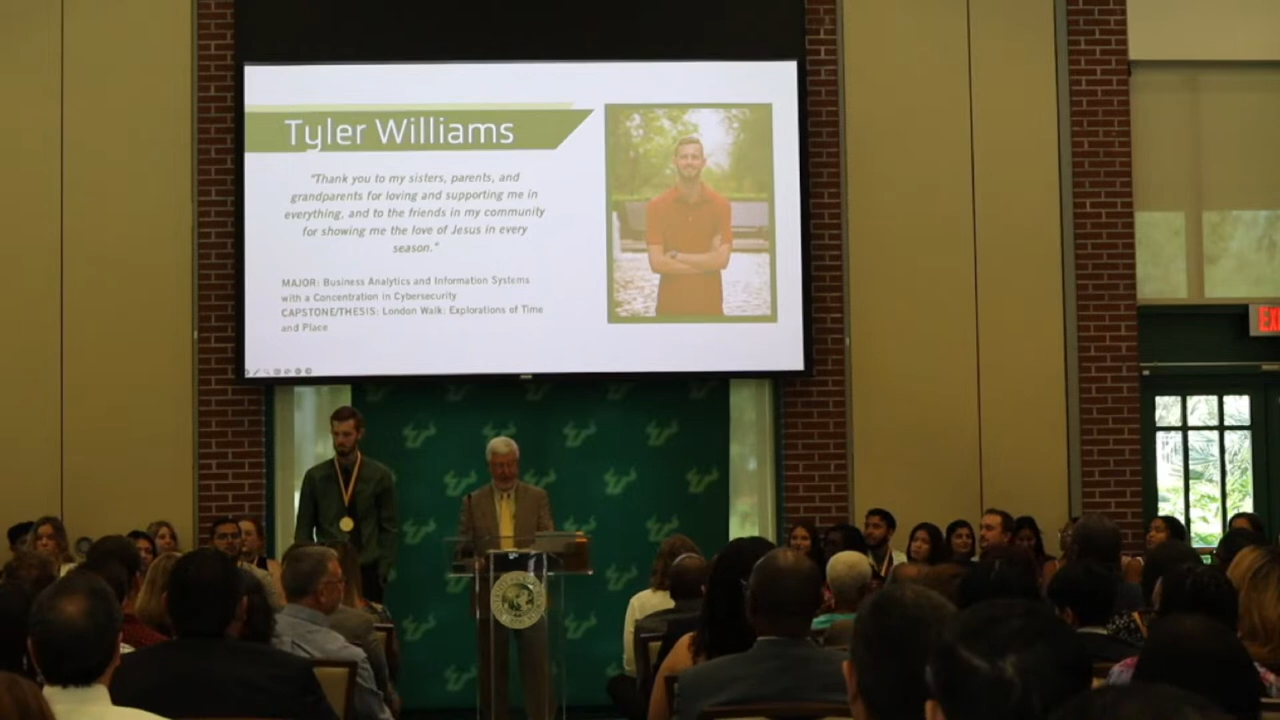 Tyler Williams
"Thank you to my sisters, parents, and
grandparents for loving and supporting me in
everything, and to the friends in my community
for showing me the love of Jesus in every
season."
MAJOR: Business Analytics and Information Systems
with a Concentration in Cybersecurity
CAPSTONE/THESIS: London Walk: Explorations of Time
and Place